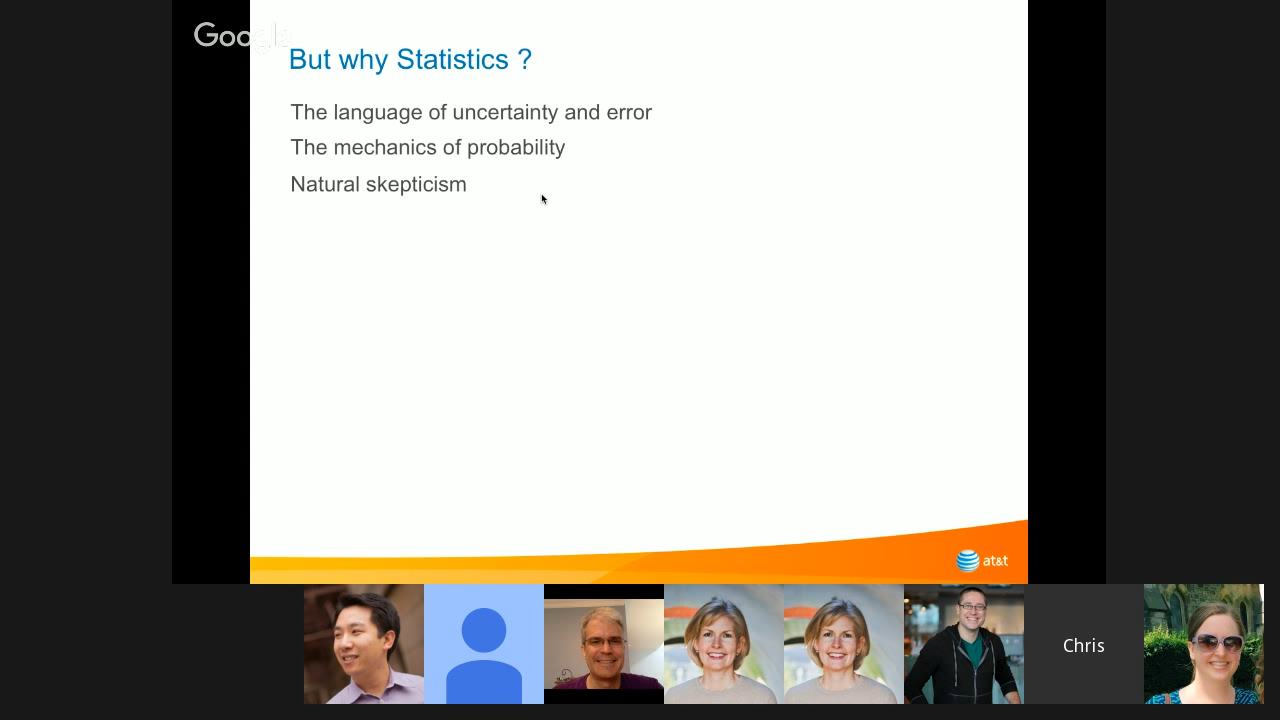 Google
But why Statistics ?
The language of uncertainty and error
The mechanics of probability
Natural skepticism
at&t
Chris